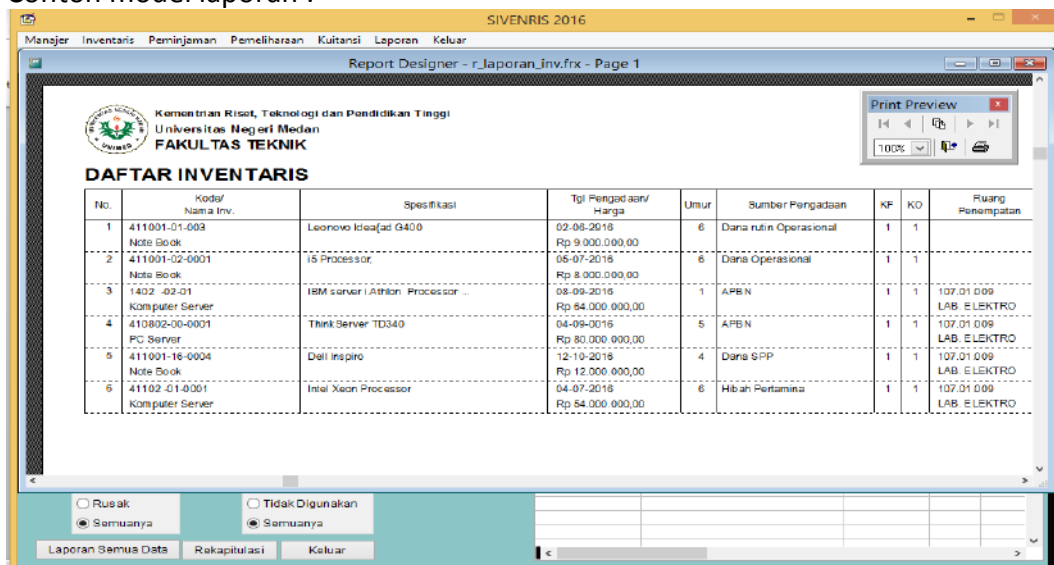 Contoh model laporan :
SIVENRIS 2016
Manajer Inventaris Peminjaman Pemeliharaan Kuitansi Laporan Keluar
Report Designer - r_laporan_inv.frx - Page 1
Print Preview
100%
Kementrian Riset, Teknologi dan Pendidikan Tinggi
Universitas Negeri Medan
FAKULTAS TEKNIK
UNIMED
DAFTAR INVENTARIS
No. Kode/ Nama Inv. Spesifikasi Tgl Pengadaan/ Harga Umur Sumber Pengadaan KF KO Ruang Penempatan
1 411001-01-003 Leonovo Idea{ad G400 02-06-2016 6 Dana rutin Operasional 1 1
Note Book Rp 9.000.000,00
2 411001-02-0001 i5 Processor, 05-07-2016 6 Dana Operasional 1 1
Note Book Rp 8.000.000,00
3 1402 -02-01 IBM server i Athlon Processor ... 08-09-2016 1 APBN 1 1 107.01.009
Komputer Server Rp 64.000.000,00 LAB. ELEKTRO
4 410802-00-0001 Think Server TD340 04-09-0016 5 APBN 1 1 107.01.009
PC Server Rp 80.000.000,00 LAB. ELEKTRO
5 411001-16-0004 Dell inspiro 12-10-2016 4 Dana SPP 1 1 107.01.009
Note Book Rp 12.000.000,00 LAB. ELEKTRO
6 41102 -01-0001 Intel Xeon Processor 04-07-2016 6 Hibah Pertamina 1 1 107.01.009
Komputer Server Rp 54.000.000,00 LAB. ELEKTRO
Rusak Tidak Digunakan
Semuanya Semuanya
Laporan Semua Data Rekapitulasi Keluar